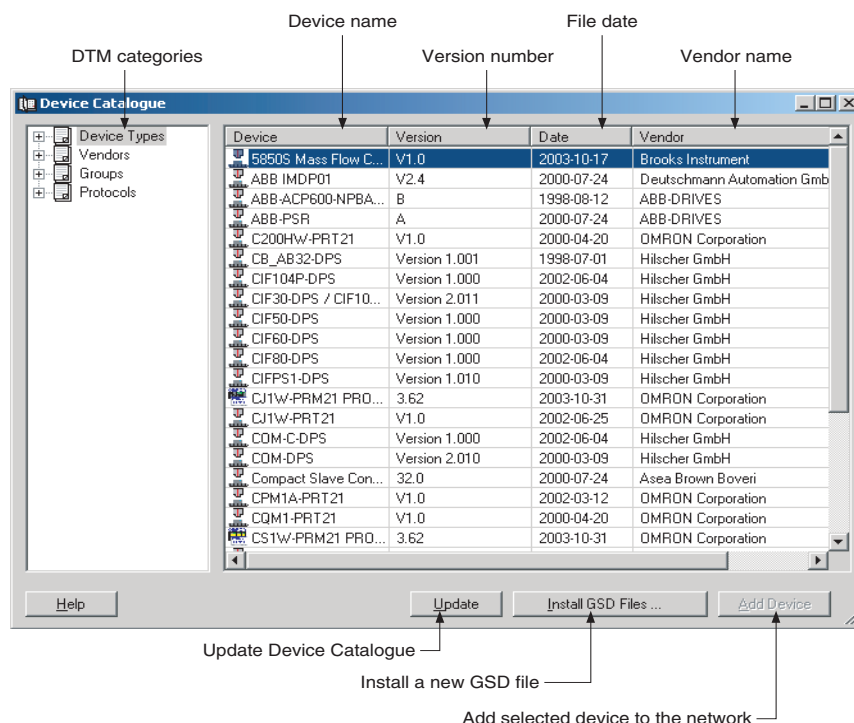 Device name
File date
DTM categories
Version number
Vendor name
Device Catalogue
Device Types
Vendors
Groups
Protocols
Device Version Date Vendor
5850S Mass Flow C... V1.0 2003-10-17 Brooks Instrument
ABB IMDP01 V2.4 2000-07-24 Deutschmann Automation Gmb
ABB-ACP600-NPBA... B 1998-08-12 ABB-DRIVES
ABB-PSR A 2000-07-24 ABB-DRIVES
C200HW-PRT21 V1.0 2000-04-20 OMRON Corporation
CB_AB32-DPS Version 1.001 1998-07-01 Hilscher GmbH
CIF104P-DPS Version 1.000 2002-06-04 Hilscher GmbH
CIF30-DPS / CIF10... Version 2.011 2000-03-09 Hilscher GmbH
CIF50-DPS Version 1.000 2000-03-09 Hilscher GmbH
CIF60-DPS Version 1.000 2000-03-09 Hilscher GmbH
CIF80-DPS Version 1.000 2002-06-04 Hilscher GmbH
CIFPS1-DPS Version 1.010 2000-03-09 Hilscher GmbH
CJ1W-PRM21 PRO... 3.62 2003-10-31 OMRON Corporation
CJ1W-PRT21 V1.0 2002-06-25 OMRON Corporation
COM-C-DPS Version 1.000 2002-06-04 Hilscher GmbH
COM-DPS Version 2.010 2000-03-09 Hilscher GmbH
Compact Slave Con... 32.0 2000-07-24 Asea Brown Boveri
CPM1A-PRT21 V1.0 2002-03-12 OMRON Corporation
CQM1-PRT21 V1.0 2000-04-20 OMRON Corporation
CS1W-PRM21 PRO... 3.62 2003-10-31 OMRON Corporation
Help
Update
Install GSD Files ...
Add Device
Update Device Catalogue
Install a new GSD file
Add selected device to the network